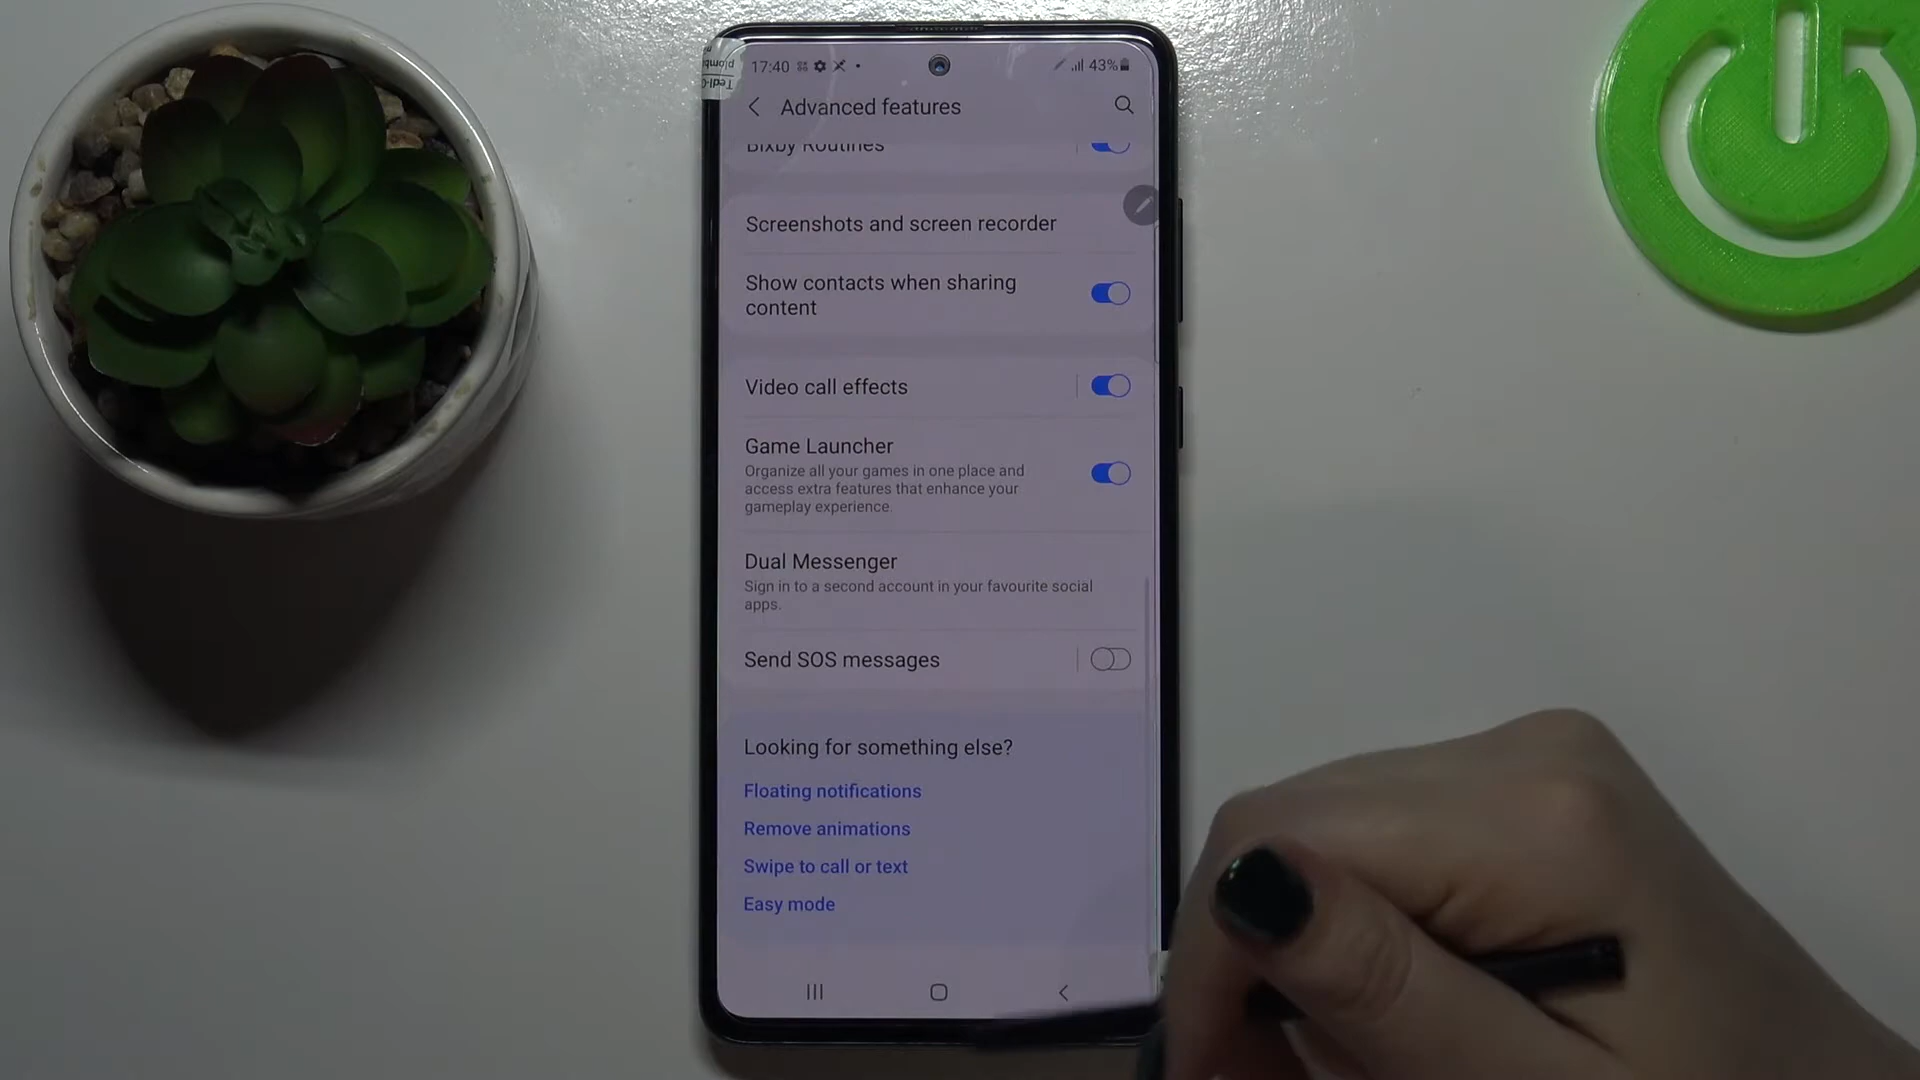 17:40
43%
Advanced features
Bixby Routines
Screenshots and screen recorder
Show contacts when sharing
content
Video call effects
Game Launcher
Organize all your games in one place and
access extra features that enhance your
gameplay experience.
Dual Messenger
Sign in to a second account in your favourite social
apps.
Send SOS messages
Looking for something else?
Floating notifications
Remove animations
Swipe to call or text
Easy mode